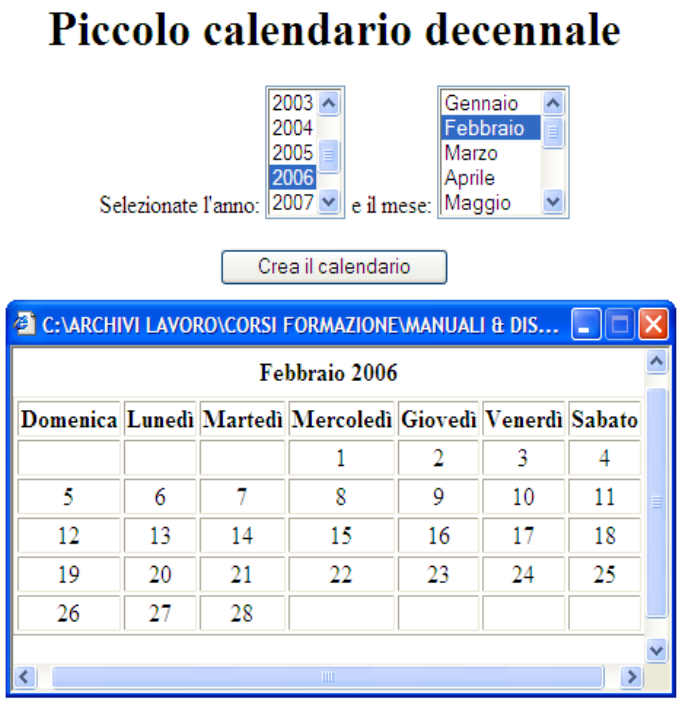 Piccolo calendario decennale
2003
2004
2005
2006
2007
Gennaio
Febbraio
Marzo
Aprile
Maggio
Selezionate l'anno: e il mese:
Crea il calendario
C:\ARCHIVI LAVORO\CORSI FORMAZIONE\MANUALI & DIS...
Febbraio 2006
Domenica Lunedì Martedì Mercoledì Giovedì Venerdì Sabato
1 2 3 4
5 6 7 8 9 10 11
12 13 14 15 16 17 18
19 20 21 22 23 24 25
26 27 28